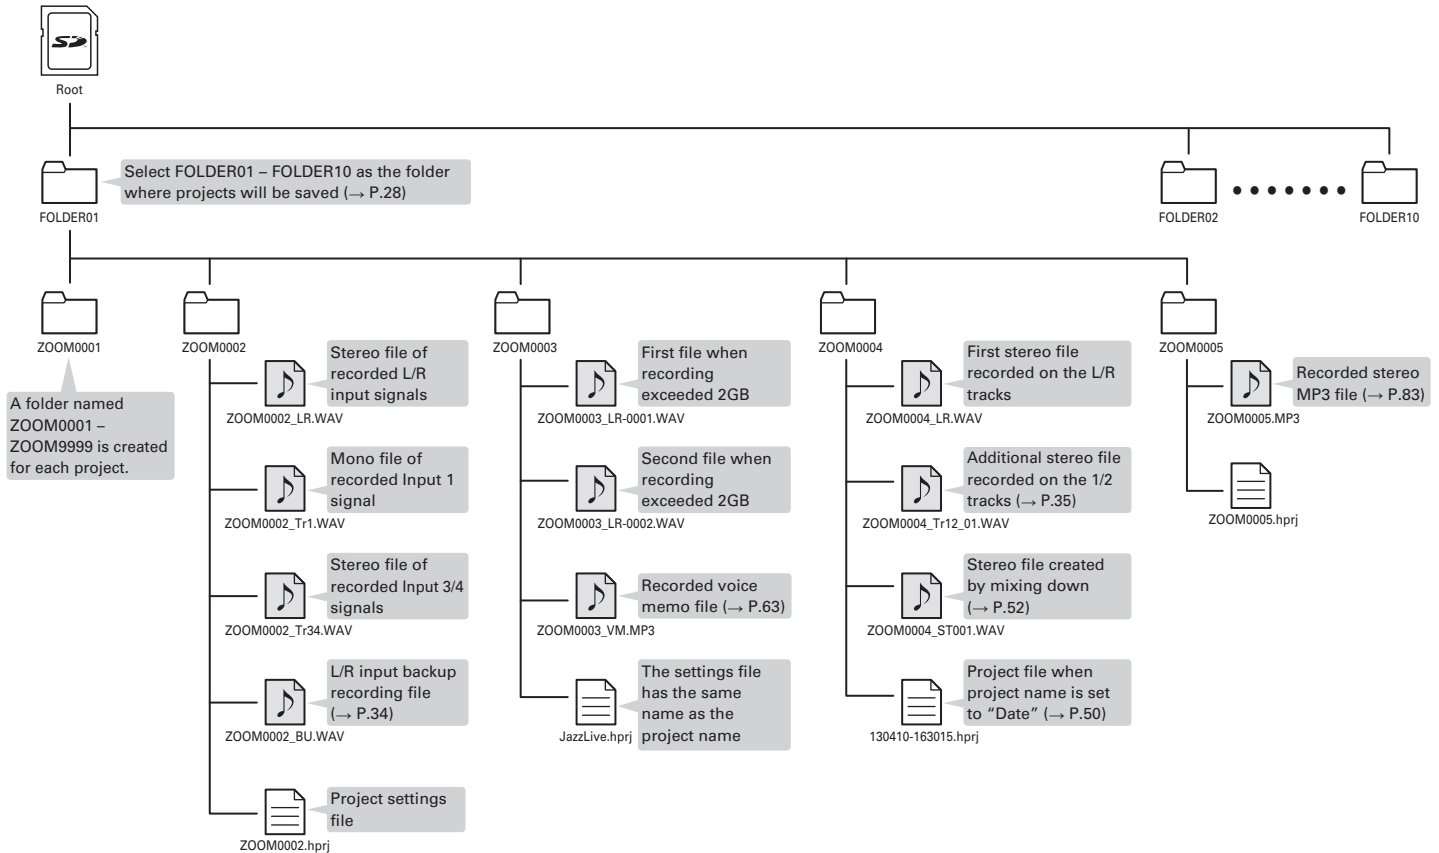 SD
Root
Select FOLDER01 – FOLDER10 as the folder
where projects will be saved (→ P.28)
FOLDER01
FOLDER02
FOLDER10
ZOOM0001
A folder named
ZOOM0001 –
ZOOM9999 is created
for each project.
ZOOM0002
Stereo file of
recorded L/R
input signals
ZOOM0002_LR.WAV
Mono file of
recorded Input 1
signal
ZOOM0002_Tr1.WAV
Stereo file of
recorded Input 3/4
signals
ZOOM0002_Tr34.WAV
L/R input backup
recording file
(→ P.34)
ZOOM0002_BU.WAV
Project settings
file
ZOOM0002.hprj
ZOOM0003
First file when
recording
exceeded 2GB
ZOOM0003_LR-0001.WAV
Second file when
recording
exceeded 2GB
ZOOM0003_LR-0002.WAV
Recorded voice
memo file (→ P.63)
ZOOM0003_VM.MP3
The settings file
has the same
name as the
project name
JazzLive.hprj
ZOOM0004
First stereo file
recorded on the L/R
tracks
ZOOM0004_LR.WAV
Additional stereo file
recorded on the 1/2
tracks (→ P.35)
ZOOM0004_Tr12_01.WAV
Stereo file created
by mixing down
(→ P.52)
ZOOM0004_ST001.WAV
Project file when
project name is set
to “Date” (→ P.50)
130410-163015.hprj
ZOOM0005
Recorded stereo
MP3 file (→ P.83)
ZOOM0005.MP3
ZOOM0005.hprj